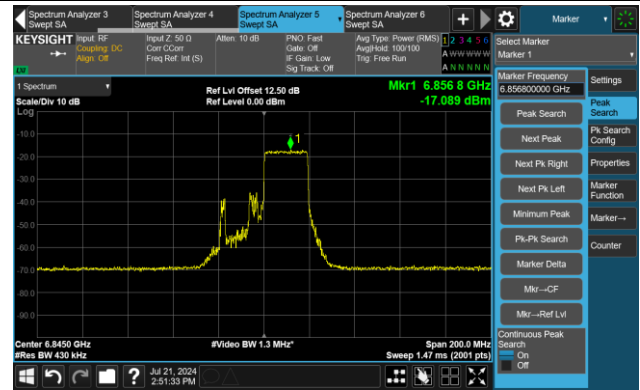 Spectrum Analyzer 3
Swept SA
Spectrum Analyzer 4
Swept SA
Spectrum Analyzer 5
Swept SA
Spectrum Analyzer 6
Swept SA
Marker
KEYSIGHT
Input: RF
Coupling: DC
Align: Off
Input Z: 50 Ω
Corr CCorr
Freq Ref: Int (S)
Atten: 10 dB
PNO: Fast
Gate: Off
IF Gain: Low
Sig Track: Off
Avg Type: Power (RMS)
Avg|Hold: 100/100
Trig: Free Run
1 2 3 4 5 6
A W W W W W
A N N N N N
LXI
Select Marker
Marker 1
1 Spectrum
Scale/Div 10 dB
Log
Ref Lvl Offset 12.50 dB
Ref Level 0.00 dBm
Mkr1 6.856 8 GHz
-17.089 dBm
1
-10.0
-20.0
-30.0
-40.0
-50.0
-60.0
-70.0
-80.0
-90.0
Center 6.8450 GHz
#Res BW 430 kHz
#Video BW 1.3 MHz*
Span 200.0 MHz
Sweep 1.47 ms (2001 pts)
Marker Frequency
6.856800000 GHz
Peak Search
Next Peak
Next Pk Right
Next Pk Left
Minimum Peak
Pk-Pk Search
Marker Delta
Mkr→CF
Mkr→Ref Lvl
Continuous Peak
Search
On
Off
Settings
Peak
Search
Pk Search
Config
Properties
Marker
Function
Marker→
Counter
?
Jul 21, 2024
2:51:33 PM